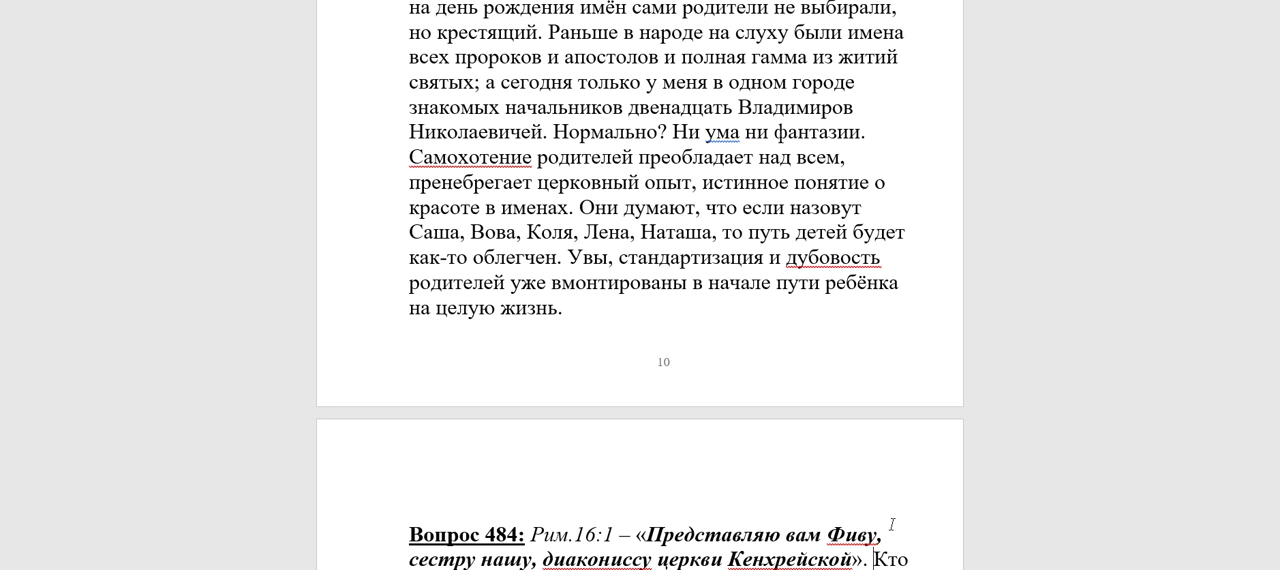 на день рождения имён сами родители не выбирали,
но крестящий. Раньше в народе на слуху были имена
всех пророков и апостолов и полная гамма из житий
святых; а сегодня только у меня в одном городе
знакомых начальников двенадцать Владимиров
Николаевичей. Нормально? Ни ума ни фантазии.
Самохотение родителей преобладает над всем,
пренебрегает церковный опыт, истинное понятие о
красоте в именах. Они думают, что если назовут
Саша, Вова, Коля, Лена, Наташа, то путь детей будет
как-то облегчен. Увы, стандартизация и дубовость
родителей уже вмонтированы в начале пути ребёнка
на целую жизнь.
10
Вопрос 484: Рим.16:1 – «Представляю вам Фиву,
сестру нашу, диакониссу церкви Кенхрейской». Кто